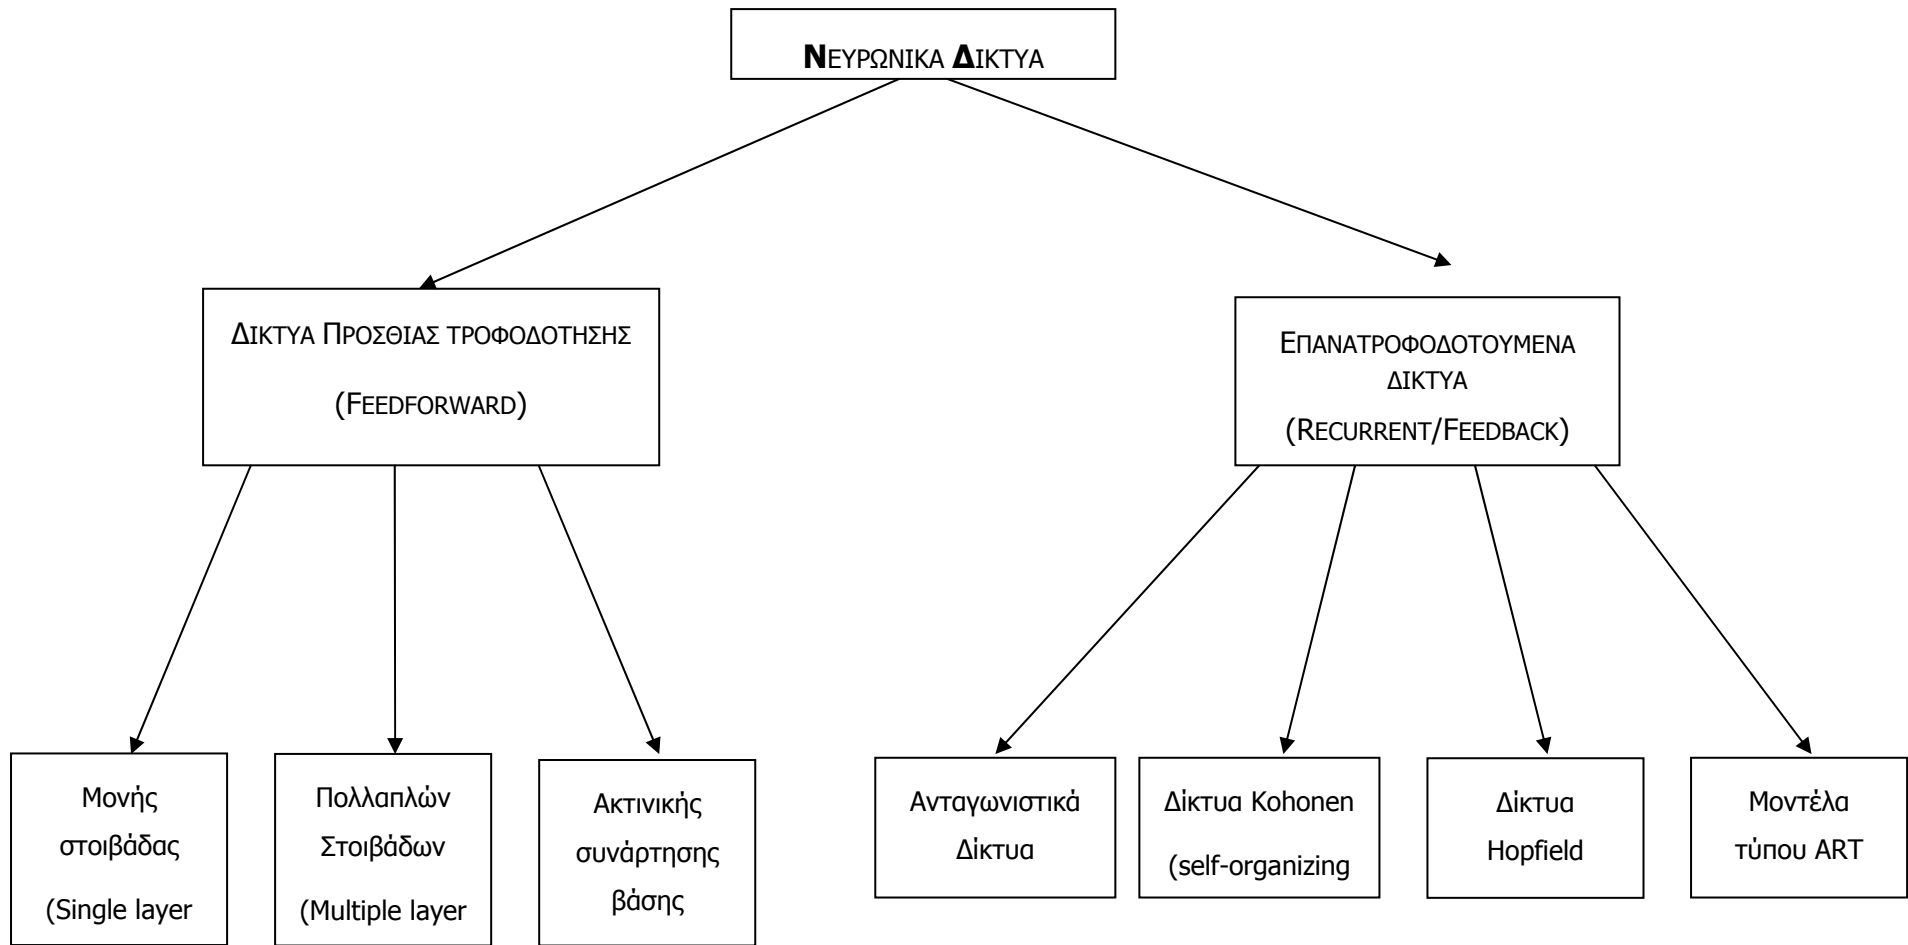 ΝΕΥΡΩΝΙΚΑ ΔΙΚΤΥΑ
ΔΙΚΤΥΑ ΠΡΟΣΘΙΑΣ ΤΡΟΦΟΔΟΤΗΣΗΣ
(FEEDFORWARD)
ΕΠΑΝΑΤΡΟΦΟΔΟΤΟΥΜΕΝΑ
ΔΙΚΤΥΑ
(RECURRENT/FEEDBACK)
Μονής
στοιβάδας
(Single layer
Πολλαπλών
Στοιβάδων
(Multiple layer
Ακτινικής
συνάρτησης
βάσης
Ανταγωνιστικά
Δίκτυα
Δίκτυα Kohonen
(self-organizing
Δίκτυα
Hopfield
Μοντέλα
τύπου ART